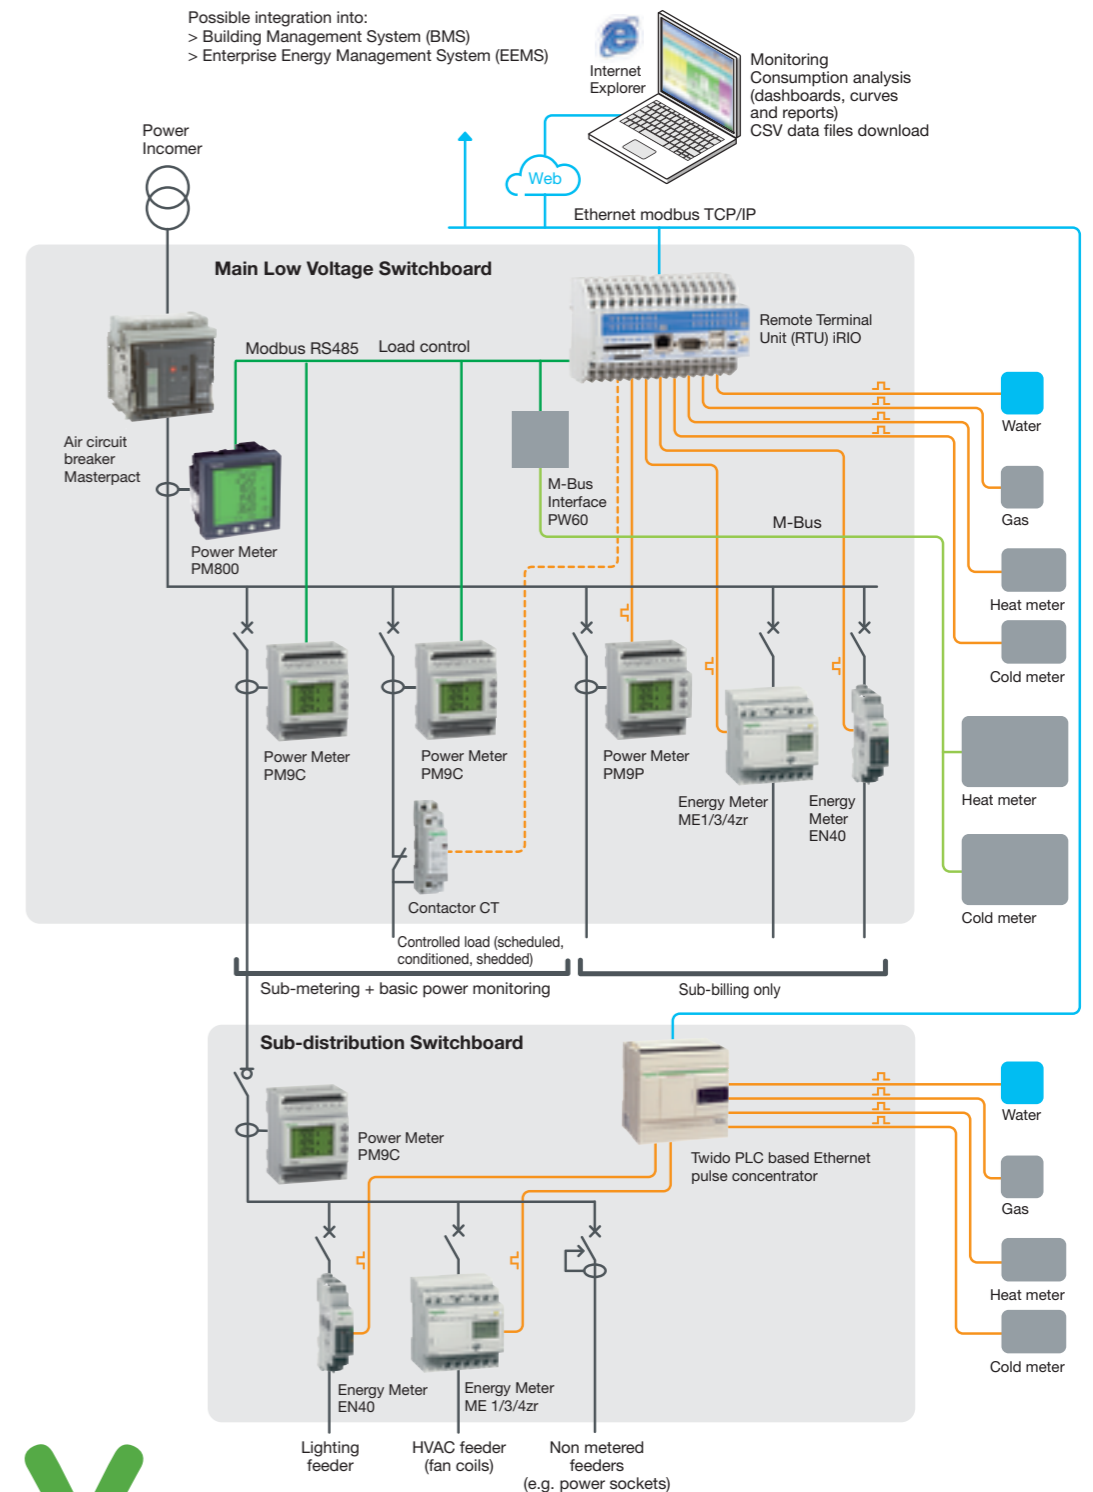 Possible integration into:
> Building Management System (BMS)
> Enterprise Energy Management System (EEMS)
Internet
Explorer
Monitoring
Consumption analysis
(dashboards, curves
and reports)
CSV data files download
Power
Incomer
Web
Ethernet modbus TCP/IP
Main Low Voltage Switchboard
Remote Terminal
Unit (RTU) iRIO
Modbus RS485
Load control
Water
Air circuit
breaker
Masterpact
M-Bus
Interface
PW60
Gas
M-Bus
Power Meter
PM800
Heat meter
Cold meter
Power Meter
PM9C
Power Meter
PM9C
Power Meter
PM9P
Energy Meter
ME1/3/4zr
Energy
Meter
EN40
Heat meter
Contactor CT
Cold meter
Controlled load (scheduled,
conditioned, shedded)
Sub-metering + basic power monitoring
Sub-billing only
Sub-distribution Switchboard
Water
Power Meter
PM9C
Twido PLC based Ethernet
pulse concentrator
Gas
Heat meter
Cold meter
Energy Meter
EN40
Energy Meter
ME 1/3/4zr
Lighting
feeder
HVAC feeder
(fan coils)
Non metered
feeders
(e.g. power sockets)